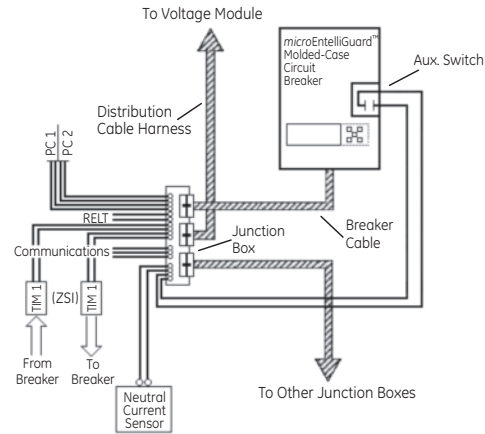 To Voltage Module
microEntelliGuard™
Molded-Case
Circuit
Breaker
Aux. Switch
Distribution
Cable Harness
PC 1
PC 2
RELT
Communications
Junction
Box
Breaker
Cable
TIM 1
(ZSI)
TIM 1
From
Breaker
To
Breaker
Neutral
Current
Sensor
To Other Junction Boxes